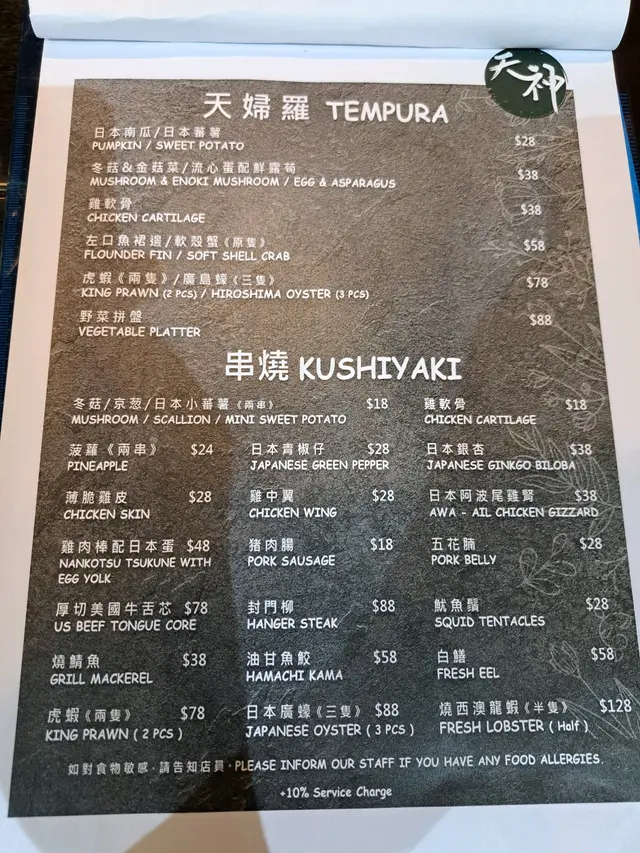 天神
天婦羅 TEMPURA
日本南瓜/日本蕃薯
PUMPKIN / SWEET POTATO $28
冬菇&金菇菜/流心蛋配鮮露荀
MUSHROOM & ENOKI MUSHROOM / EGG & ASPARAGUS $38
雞軟骨
CHICKEN CARTILAGE $38
左口魚裙邊/軟殼蟹《原隻》
FLOUNDER FIN / SOFT SHELL CRAB $58
虎蝦《兩隻》/廣島蠔《三隻》
KING PRAWN (2 PCS) / HIROSHIMA OYSTER (3 PCS) $78
野菜拼盤
VEGETABLE PLATTER $88
串燒 KUSHIYAKI
冬菇/京葱/日本小蕃薯《兩串》 $18 雞軟骨 $18
MUSHROOM / SCALLION / MINI SWEET POTATO CHICKEN CARTILAGE
菠蘿《兩串》 $24 日本青椒仔 $28 日本銀杏 $38
PINEAPPLE JAPANESE GREEN PEPPER JAPANESE GINKGO BILOBA
薄脆雞皮 $28 雞中翼 $28 日本阿波尾雞腎 $38
CHICKEN SKIN CHICKEN WING AWA - AIL CHICKEN GIZZARD
雞肉棒配日本蛋 $48 豬肉腸 $18 五花腩 $28
NANKOTSU TSUKUNE WITH PORK SAUSAGE PORK BELLY
EGG YOLK
厚切美國牛舌芯 $78 封門柳 $88 魷魚鬚 $28
US BEEF TONGUE CORE HANGER STEAK SQUID TENTACLES
燒鯖魚 $38 油甘魚鮫 $58 白鱔 $58
GRILL MACKEREL HAMACHI KAMA FRESH EEL
虎蝦《兩隻》 $78 日本廣蠔《三隻》 $88 燒西澳龍蝦《半隻》 $128
KING PRAWN ( 2 PCS ) JAPANESE OYSTER ( 3 PCS ) FRESH LOBSTER ( Half )
如對食物敏感，請告知店員。PLEASE INFORM OUR STAFF IF YOU HAVE ANY FOOD ALLERGIES.
+10% Service Charge